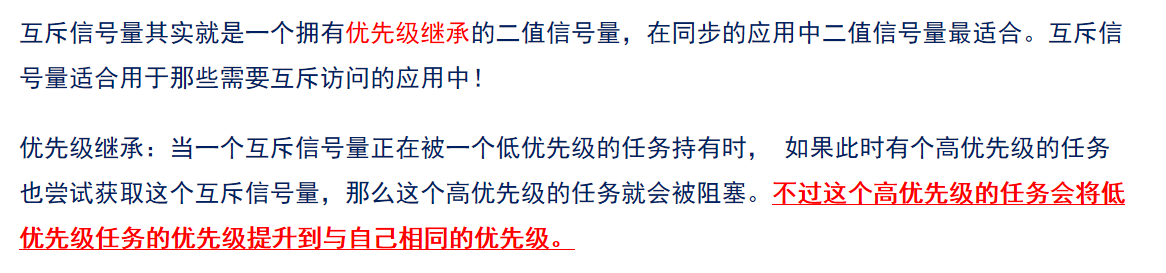 互斥信号量其实就是一个拥有优先级继承的二值信号量，在同步的应用中二值信号量最适合。互斥信
号量适合用于那些需要互斥访问的应用中！
优先级继承：当一个互斥信号量正在被一个低优先级的任务持有时， 如果此时有个高优先级的任务
也尝试获取这个互斥信号量，那么这个高优先级的任务就会被阻塞。不过这个高优先级的任务会将低
优先级任务的优先级提升到与自己相同的优先级。